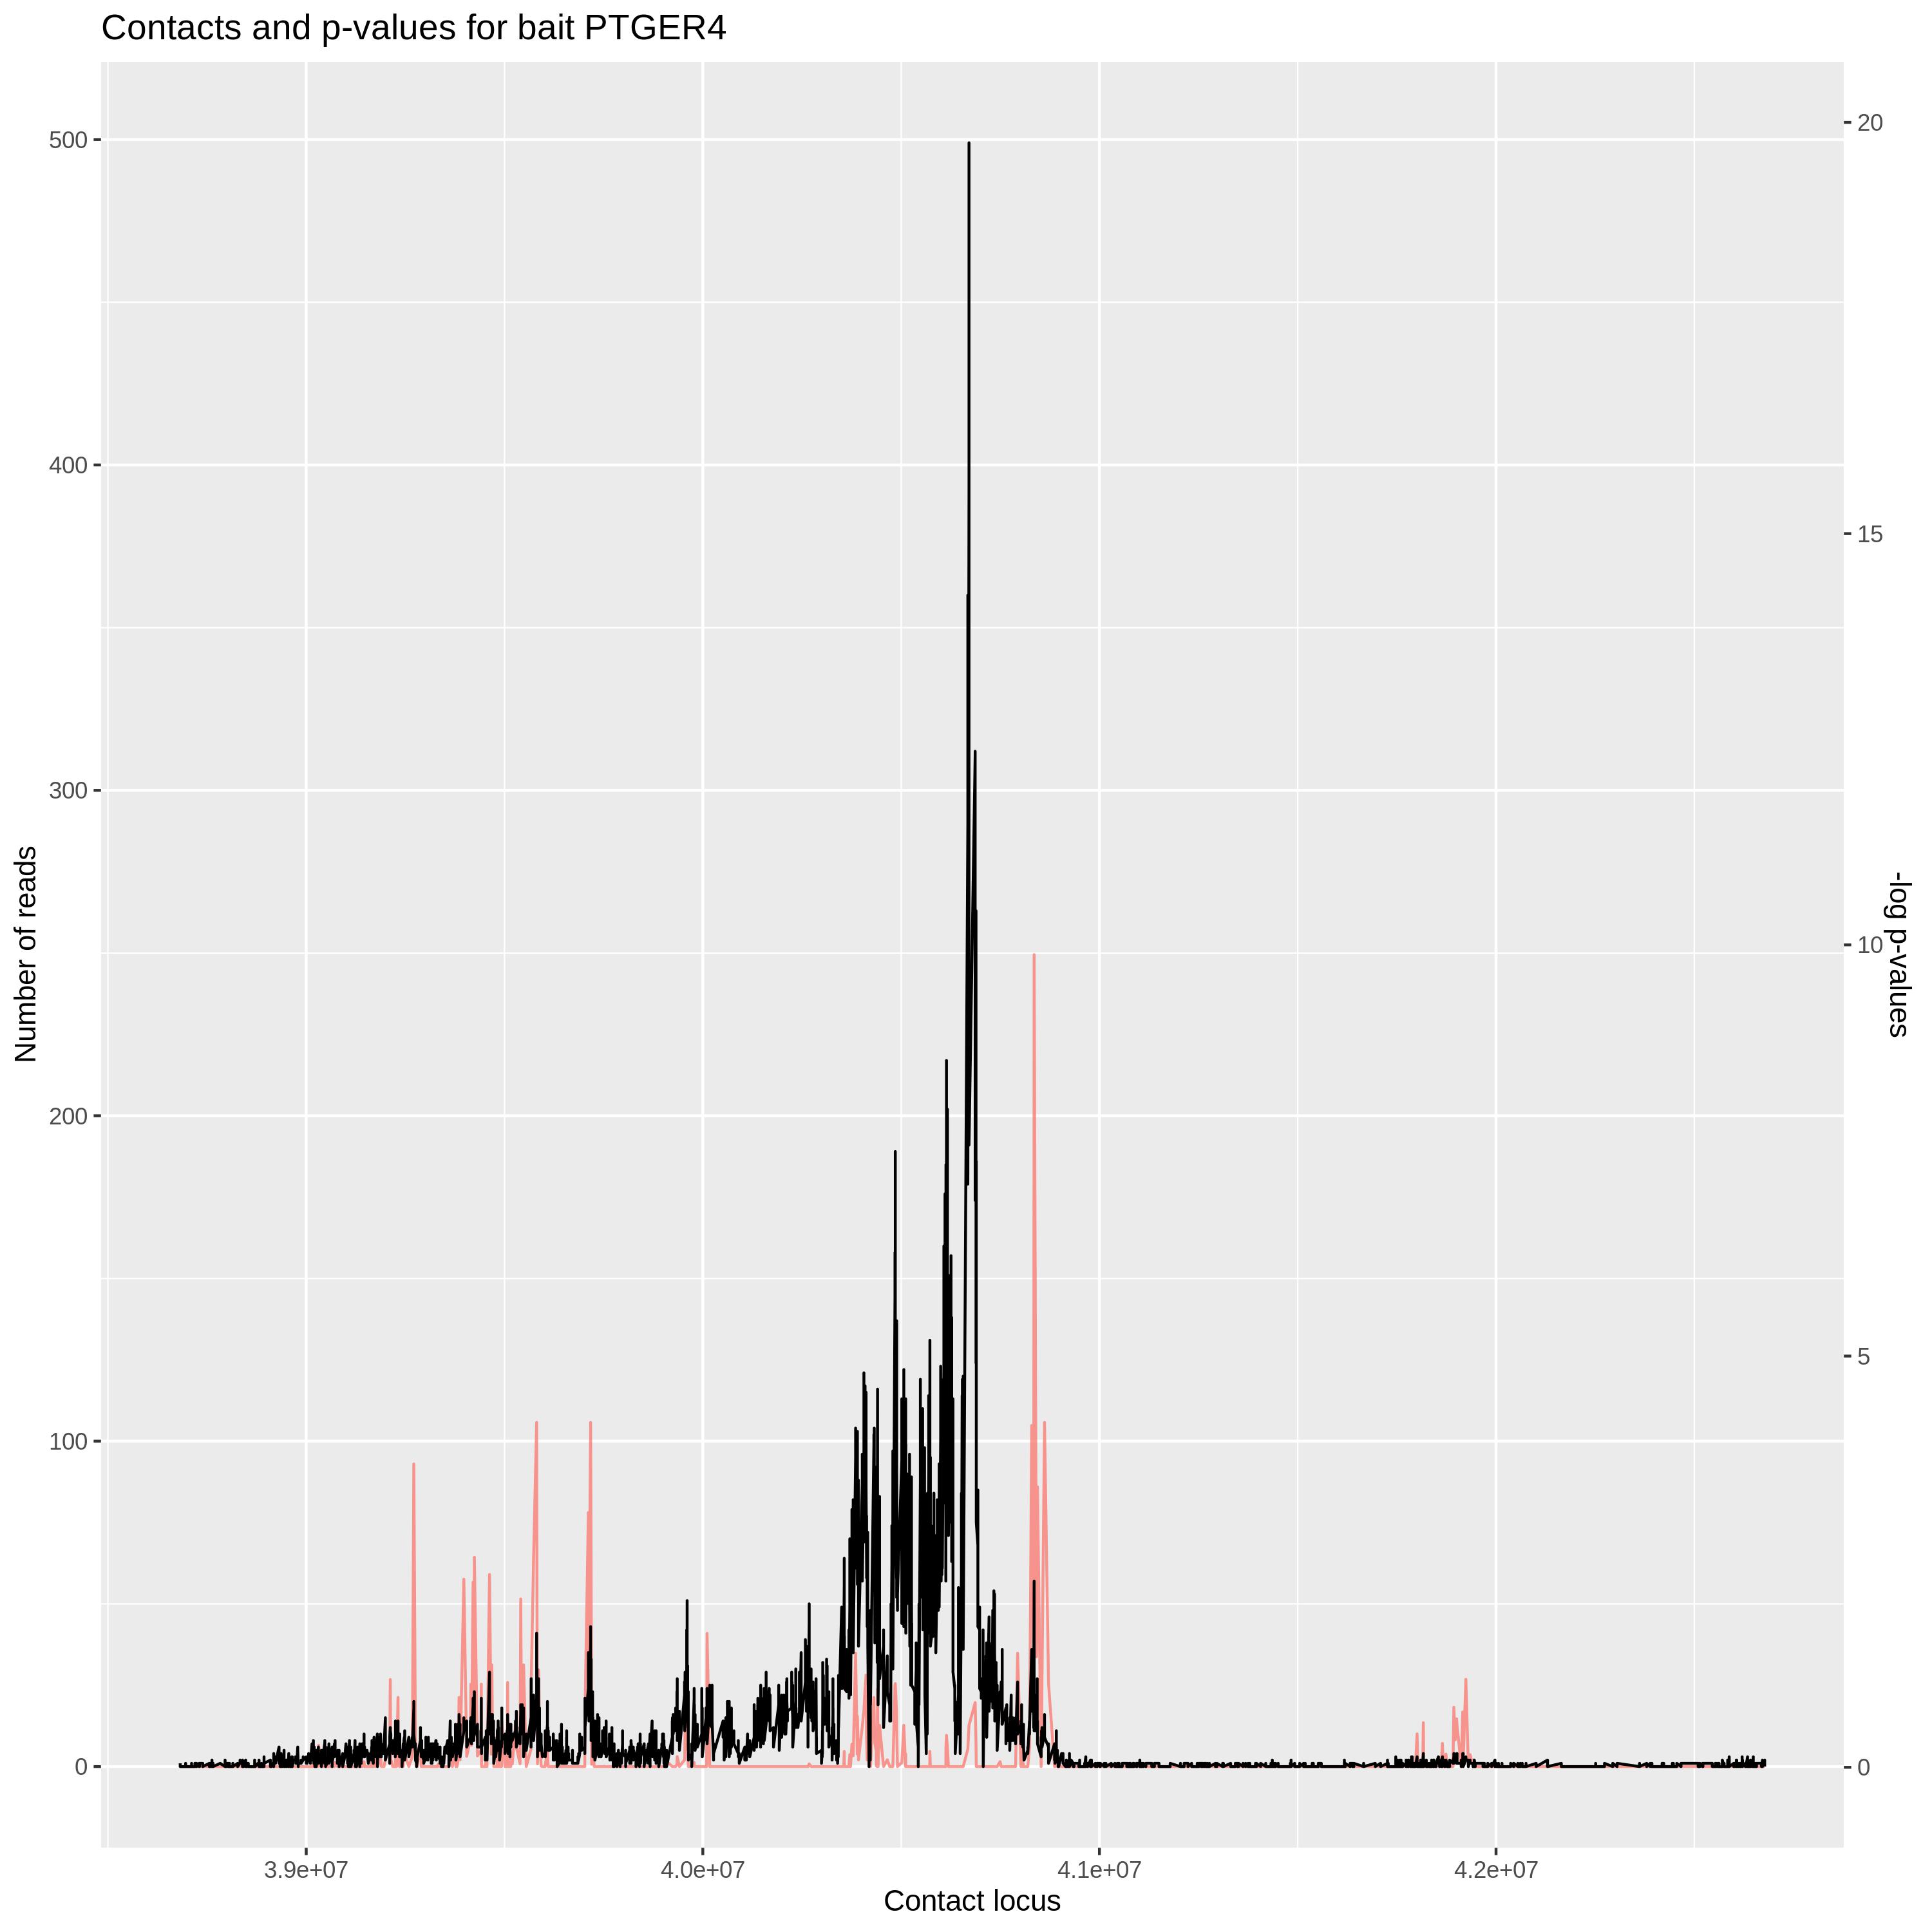 Contacts and p-values for bait PTGER4
500
400
300
200
100
0
Number of reads
20
15
10
5
0
-log p-values
3.9e+07 4.0e+07 4.1e+07 4.2e+07
Contact locus